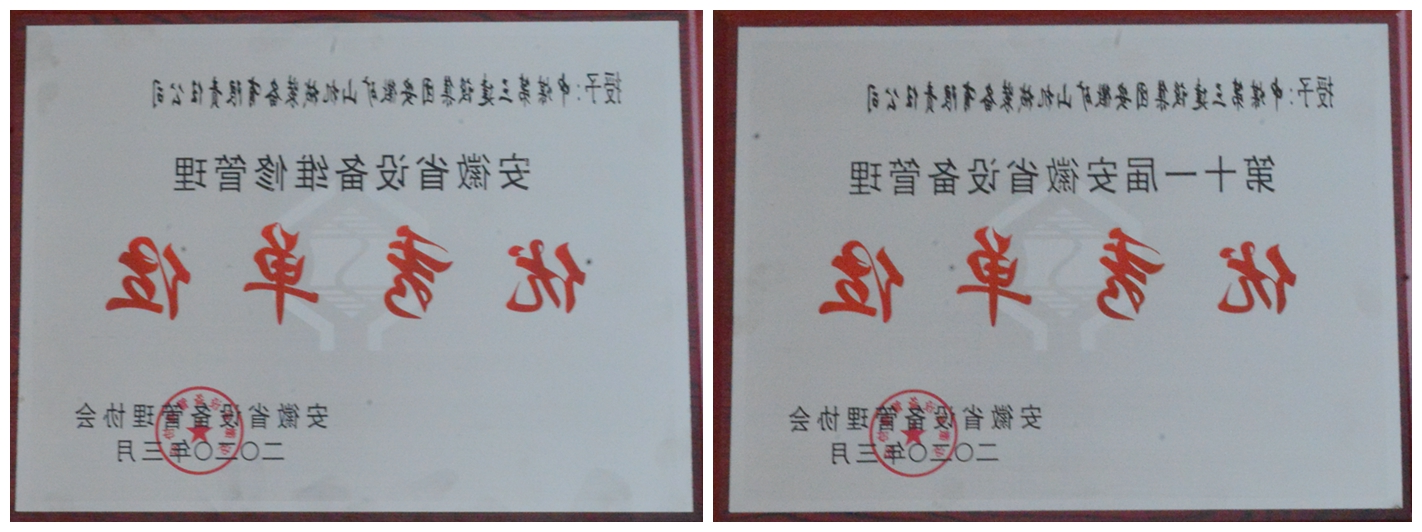 授予:中煤第三建设集团安徽矿山机械装备有限责任公司
安徽省设备维修管理
优秀单位
安徽省设备管理协会
二〇二〇年三月
授予:中煤第三建设集团安徽矿山机械装备有限责任公司
第十一届安徽省设备管理
优秀单位
安徽省设备管理协会
二〇二〇年三月